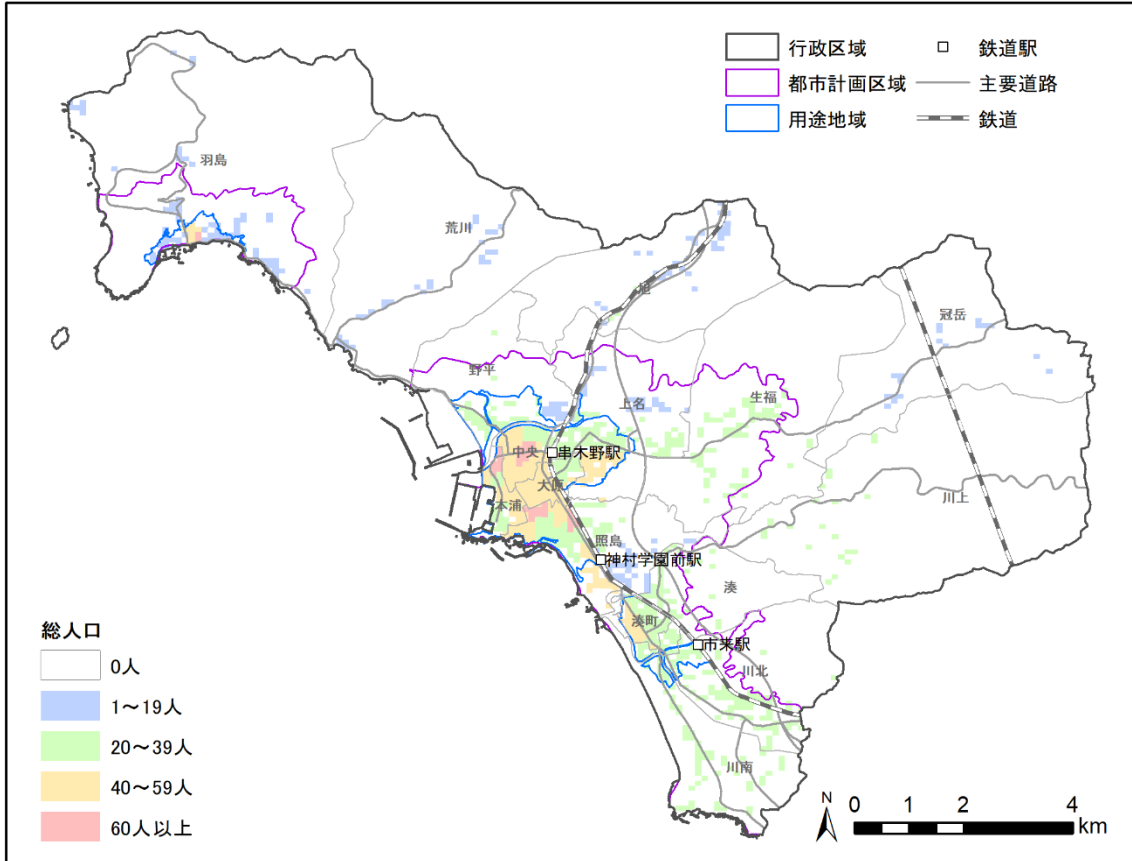 行政区域
鉄道駅
都市計画区域
主要道路
用途地域
鉄道
羽島
荒川
旭
冠岳
野平
上名
生福
中央
串木野駅
大原
本浦
川上
照島
神村学園前駅
湊
湊町
市来駅
川北
川南
総人口
0人
1~19人
20~39人
40~59人
60人以上
N
0 1 2 4
km